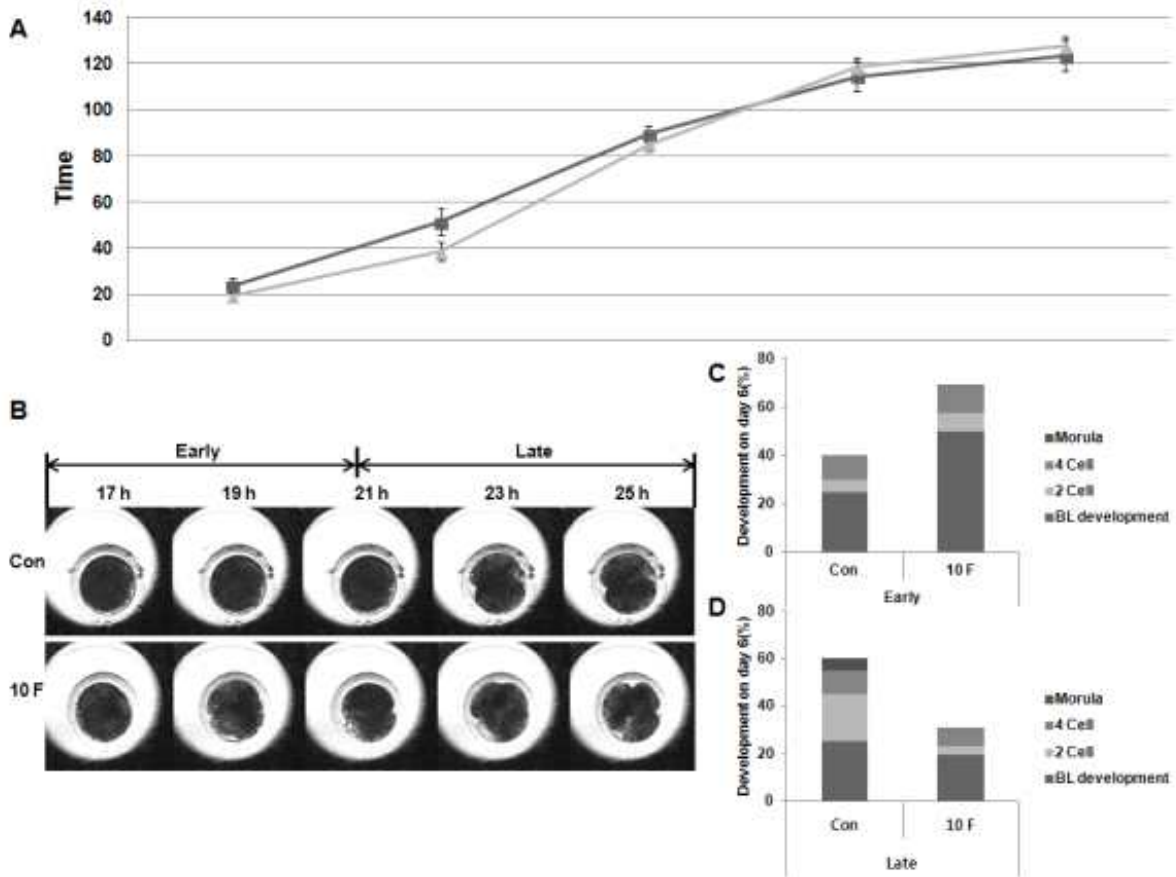 A
Time
140
120
100
80
60
40
20
0
B
Early
Late
17 h
19 h
21 h
23 h
25 h
Con
10 F
C
Development on day 6(%)
80
60
40
20
0
Con
10 F
Early
Morula
4 Cell
2 Cell
BL development
D
Development on day 6(%)
80
60
40
20
0
Con
10 F
Late
Morula
4 Cell
2 Cell
BL development